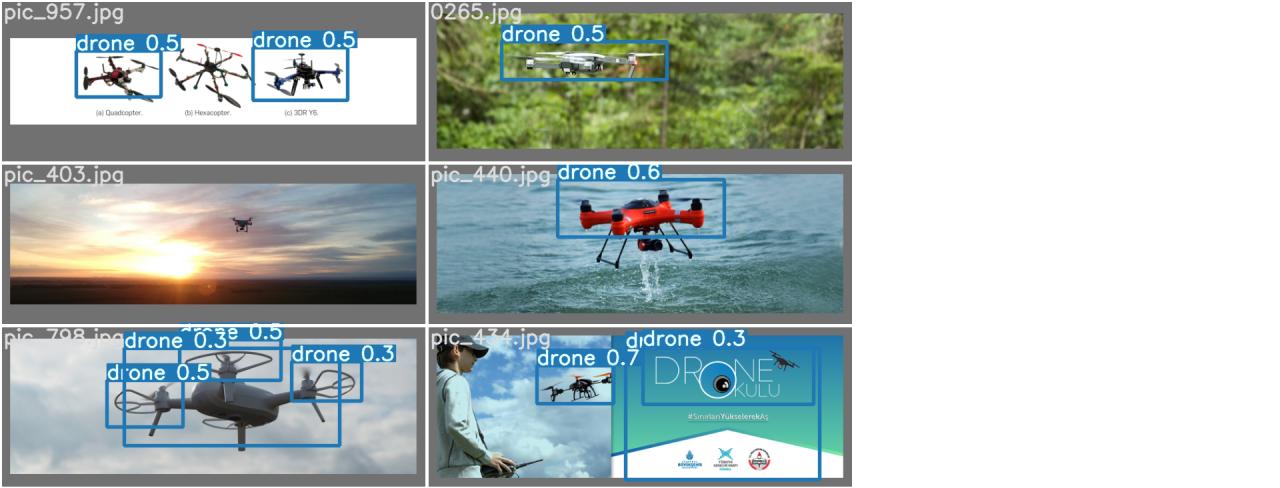 pic_957.jpg
drone 0.5
drone 0.5
(a) Quadcopter.
(b) Hexacopter.
(c) 3DR Y6.
0265.jpg
drone 0.5
pic_403.jpg
pic_440.jpg
drone 0.6
pic_798.jpg
drone 0.5
drone 0.3
drone 0.3
drone 0.5
pic_434.jpg
drone 0.3
drone 0.7
DRONE
OKULU
#SınırlarıYükselerekAş